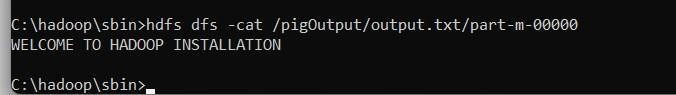 C:\hadoop\sbin>hdfs dfs -cat /pigOutput/output.txt/part-m-00000
WELCOME TO HADOOP INSTALLATION
C:\hadoop\sbin>